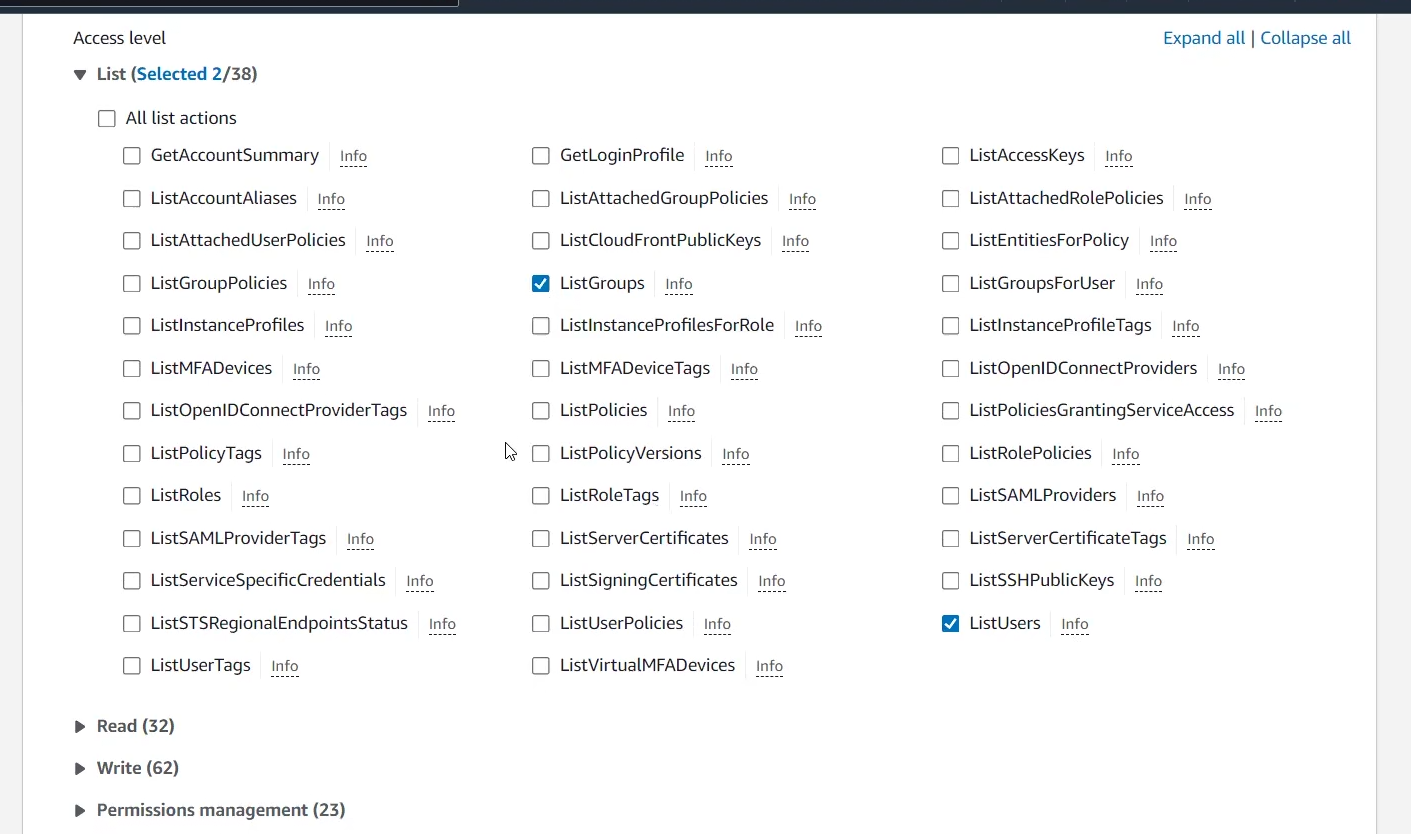 Access level Expand all | Collapse all
List (Selected 2/38)
All list actions
GetAccountSummary Info GetLoginProfile Info ListAccessKeys Info
ListAccountAliases Info ListAttachedGroupPolicies Info ListAttachedRolePolicies Info
ListAttachedUserPolicies Info ListCloudFrontPublicKeys Info ListEntitiesForPolicy Info
ListGroupPolicies Info ListGroups Info ListGroupsForUser Info
ListInstanceProfiles Info ListInstanceProfilesForRole Info ListInstanceProfileTags Info
ListMFADevices Info ListMFADeviceTags Info ListOpenIDConnectProviders Info
ListOpenIDConnectProviderTags Info ListPolicies Info ListPoliciesGrantingServiceAccess Info
ListPolicyTags Info ListPolicyVersions Info ListRolePolicies Info
ListRoles Info ListRoleTags Info ListSAMLProviders Info
ListSAMLProviderTags Info ListServerCertificates Info ListServerCertificateTags Info
ListServiceSpecificCredentials Info ListSigningCertificates Info ListSSHPublicKeys Info
ListSTSRegionalEndpointsStatus Info ListUserPolicies Info ListUsers Info
ListUserTags Info ListVirtualMFADevices Info
Read (32)
Write (62)
Permissions management (23)